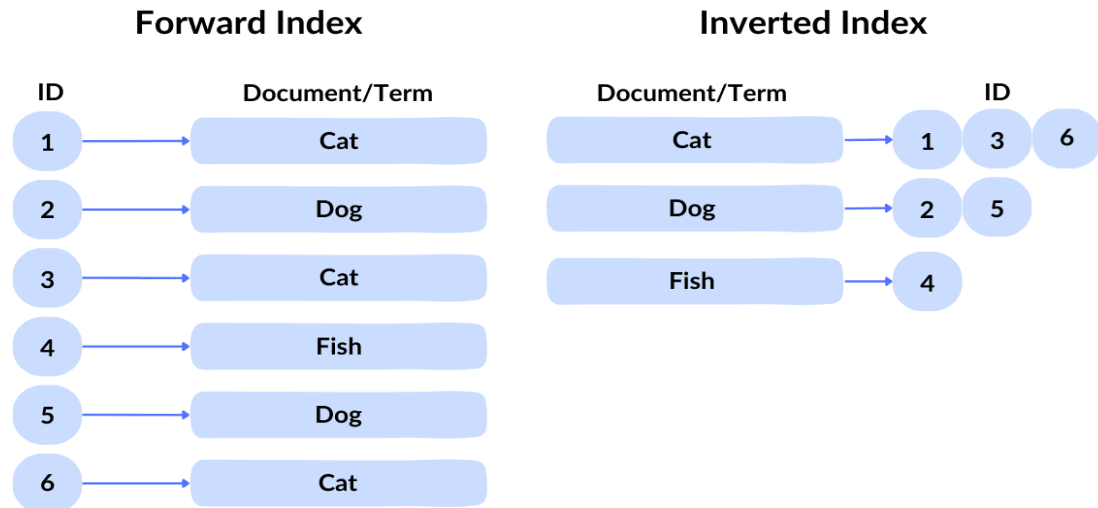 Forward Index
ID Document/Term
1 Cat
2 Dog
3 Cat
4 Fish
5 Dog
6 Cat
Inverted Index
Document/Term ID
Cat 1 3 6
Dog 2 5
Fish 4